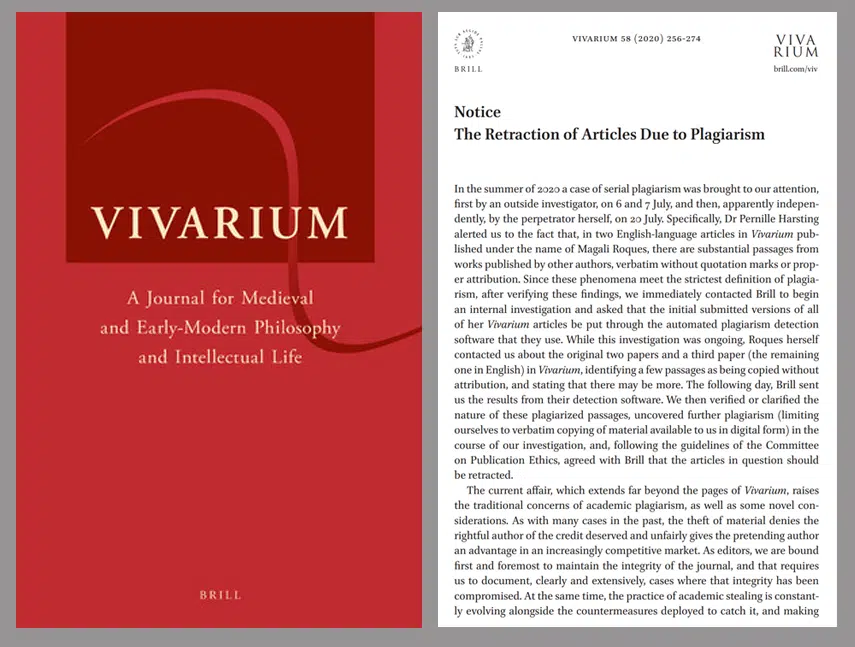 VIVARIUM
A Journal for Medieval
and Early-Modern Philosophy
and Intellectual Life
BRILL
BRILL
VIVARIUM 58 (2020) 256-274
VIVA
RIUM
brill.com/viv
Notice
The Retraction of Articles Due to Plagiarism
In the summer of 2020 a case of serial plagiarism was brought to our attention,
first by an outside investigator, on 6 and 7 July, and then, apparently indepen-
dently, by the perpetrator herself, on 20 July. Specifically, Dr Pernille Harsting
alerted us to the fact that, in two English-language articles in Vivarium pub-
lished under the name of Magali Roques, there are substantial passages from
works published by other authors, verbatim without quotation marks or prop-
er attribution. Since these phenomena meet the strictest definition of plagia-
rism, after verifying these findings, we immediately contacted Brill to begin
an internal investigation and asked that the initial submitted versions of all
of her Vivarium articles be put through the automated plagiarism detection
software that they use. While this investigation was ongoing, Roques herself
contacted us about the original two papers and a third paper (the remaining
one in English) in Vivarium, identifying a few passages as being copied without
attribution, and stating that there may be more. The following day, Brill sent
us the results from their detection software. We then verified or clarified the
nature of these plagiarized passages, uncovered further plagiarism (limiting
ourselves to verbatim copying of material available to us in digital form) in the
course of our investigation, and, following the guidelines of the Committee
on Publication Ethics, agreed with Brill that the articles in question should
be retracted.
The current affair, which extends far beyond the pages of Vivarium, raises
the traditional concerns of academic plagiarism, as well as some novel con-
siderations. As with many cases in the past, the theft of material denies the
rightful author of the credit deserved and unfairly gives the pretending author
an advantage in an increasingly competitive market. As editors, we are bound
first and foremost to maintain the integrity of the journal, and that requires
us to document, clearly and extensively, cases where that integrity has been
compromised. At the same time, the practice of academic stealing is constant-
ly evolving alongside the countermeasures deployed to catch it, and making